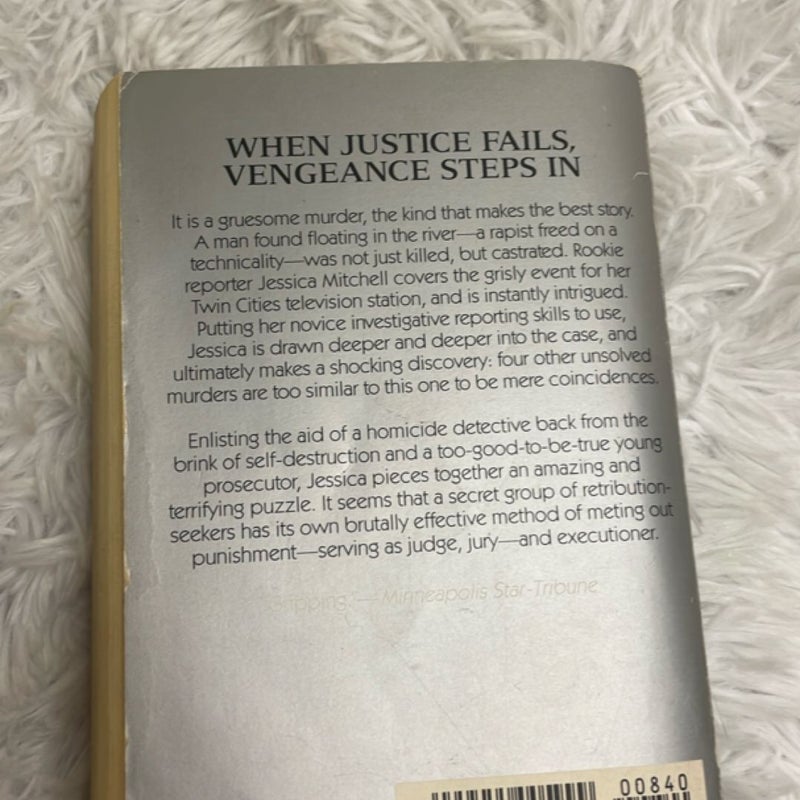 WHEN JUSTICE FAILS,
VENGEANCE STEPS IN
It is a gruesome murder, the kind that makes the best story.
A man found floating in the river—a rapist freed on a
technicality—was not just killed, but castrated. Rookie
reporter Jessica Mitchell covers the grisly event for her
Twin Cities television station, and is instantly intrigued.
Putting her novice investigative reporting skills to use,
Jessica is drawn deeper and deeper into the case, and
ultimately makes a shocking discovery: four other unsolved
murders are too similar to this one to be mere coincidences.
Enlisting the aid of a homicide detective back from the
brink of self-destruction and a too-good-to-be-true young
prosecutor, Jessica pieces together an amazing and
terrifying puzzle. It seems that a secret group of retribution-
seekers has its own brutally effective method of meting out
punishment—serving as judge, jury—and executioner.
—Minneapolis Star-Tribune
00840